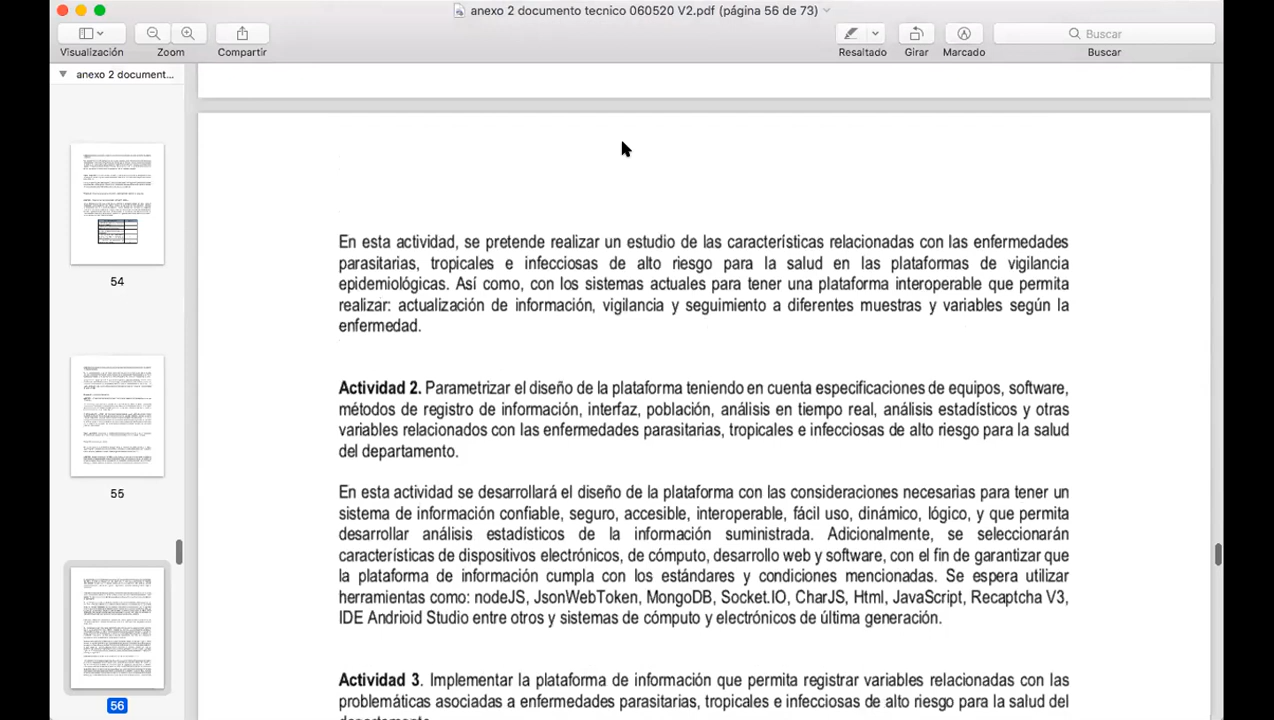 anexo 2 documento tecnico 060520 V2.pdf (página 56 de 73)
Visualización
Zoom
Compartir
Resaltado
Girar
Marcado
Buscar
Buscar
anexo 2 document...
54
55
56
En esta actividad, se pretende realizar un estudio de las características relacionadas con las enfermedades
parasitarias, tropicales e infecciosas de alto riesgo para la salud en las plataformas de vigilancia
epidemiológicas. Así como, con los sistemas actuales para tener una plataforma interoperable que permita
realizar: actualización de información, vigilancia y seguimiento a diferentes muestras y variables según la
enfermedad.
Actividad 2. Parametrizar el diseño de la plataforma teniendo en cuenta especificaciones de equipos, software,
métodos de registro de información, interfaz, población, análisis en tiempo real, análisis estadísticos y otras
variables relacionados con las enfermedades parasitarias, tropicales e infecciosas de alto riesgo para la salud
del departamento.
En esta actividad se desarrollará el diseño de la plataforma con las consideraciones necesarias para tener un
sistema de información confiable, seguro, accesible, interoperable, fácil uso, dinámico, lógico, y que permita
desarrollar análisis estadísticos de la información suministrada. Adicionalmente, se seleccionarán
características de dispositivos electrónicos, de cómputo, desarrollo web y software, con el fin de garantizar que
la plataforma de información cumpla con los estándares y condiciones mencionadas. Se espera utilizar
herramientas como: nodeJS, JsonWebToken, MongoDB, Socket.IO, CharJS, Html, JavaScript, Recaptcha V3,
IDE Andrioid Studio entre otros y sistemas de cómputo y electrónicos de última generación.
Actividad 3. Implementar la plataforma de información que permita registrar variables relacionadas con las
problemáticas asociadas a enfermedades parasitarias, tropicales e infecciosas de alto riesgo para la salud del